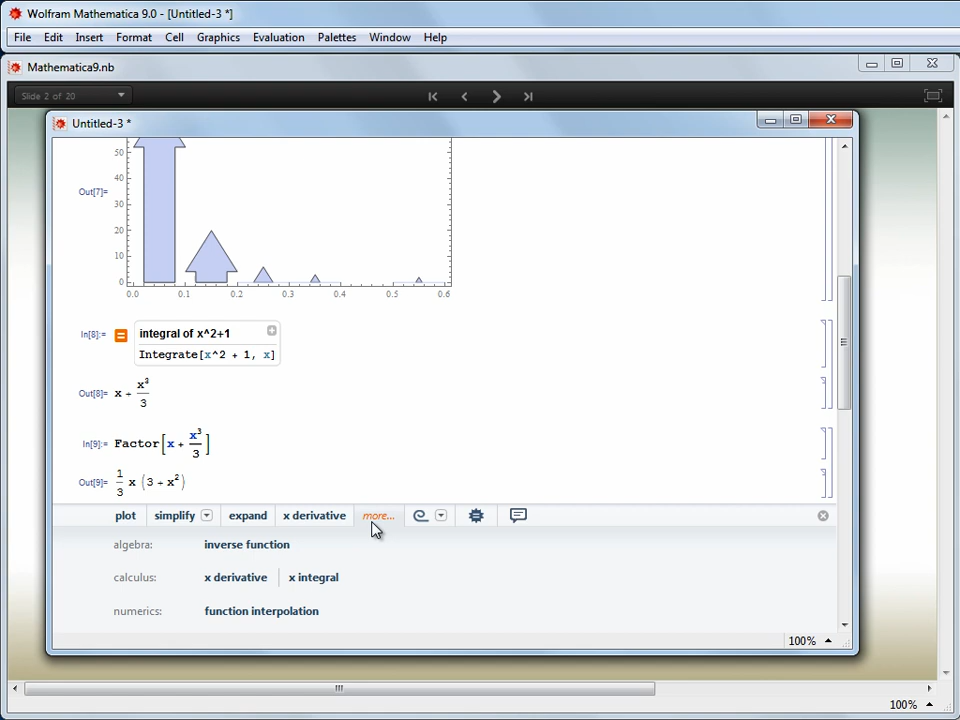 Wolfram Mathematica 9.0 - [Untitled-3 *]
File Edit Insert Format Cell Graphics Evaluation Palettes Window Help
Mathematica9.nb
Slide 2 of 20
Untitled-3 *
50
Out[7]=
40
30
20
10
0
0.0 0.1 0.2 0.3 0.4 0.5 0.6
In[8]:= integral of x^2+1
Integrate[x^2 + 1, x]
Out[8]= x + x³/3
In[9]:= Factor[x + x³/3]
Out[9]= 1/3 x (3 + x²)
plot simplify expand x derivative more...
algebra: inverse function
calculus: x derivative x integral
numerics: function interpolation
100%
100%